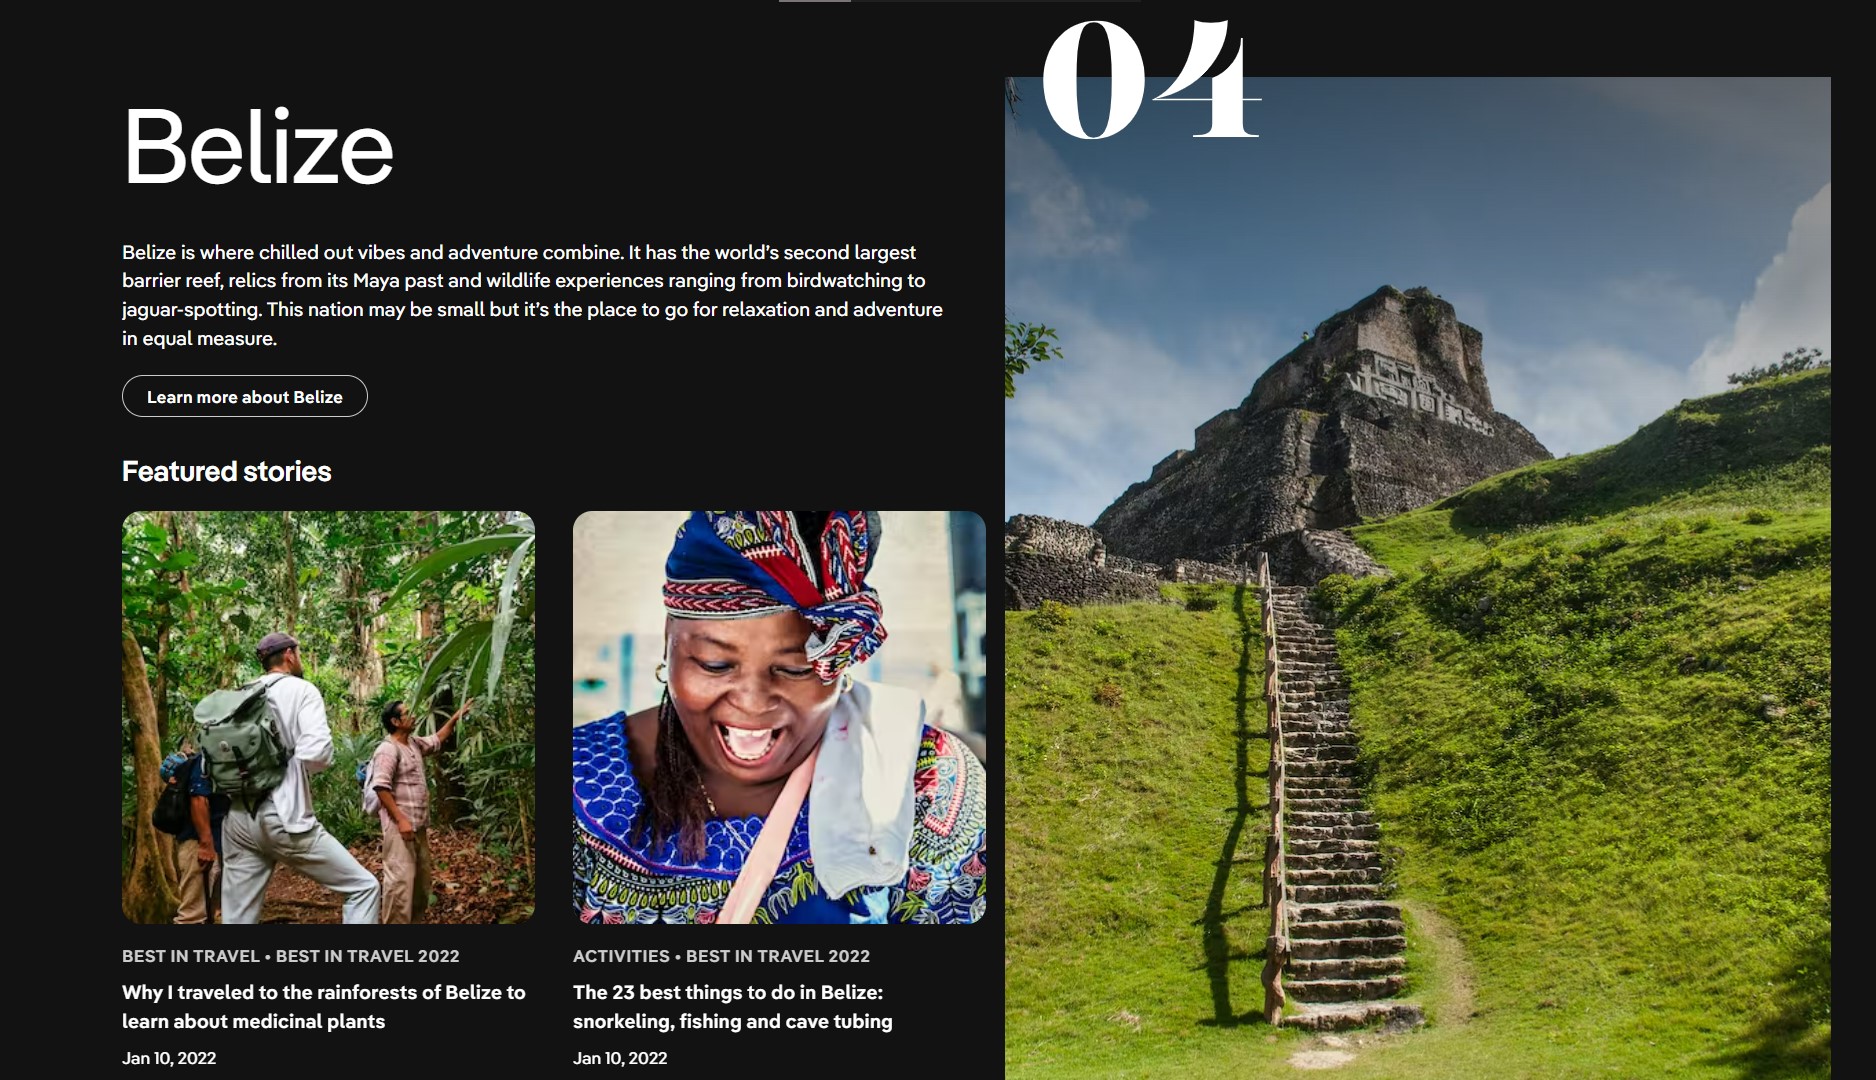 04
Belize
Belize is where chilled out vibes and adventure combine. It has the world’s second largest
barrier reef, relics from its Maya past and wildlife experiences ranging from birdwatching to
jaguar-spotting. This nation may be small but it’s the place to go for relaxation and adventure
in equal measure.
Learn more about Belize
Featured stories
BEST IN TRAVEL • BEST IN TRAVEL 2022
Why I traveled to the rainforests of Belize to
learn about medicinal plants
Jan 10, 2022
ACTIVITIES • BEST IN TRAVEL 2022
The 23 best things to do in Belize:
snorkeling, fishing and cave tubing
Jan 10, 2022